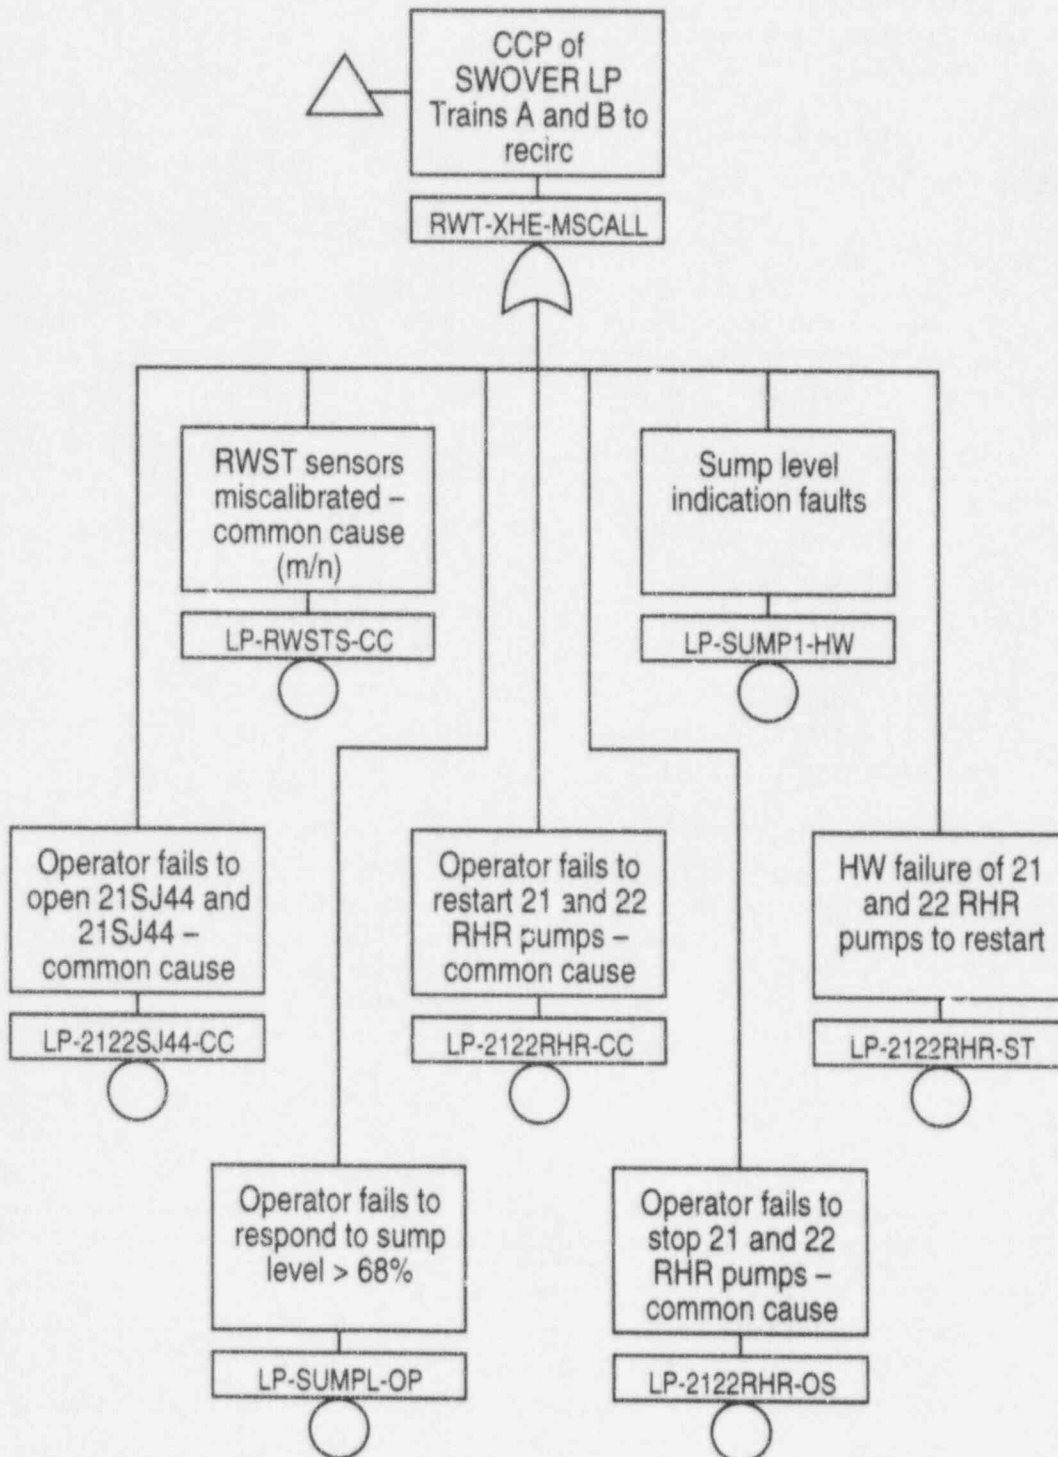 CCP of
SWOVER LP
Trains A and B to
recirc
RWT-XHE-MSCALL
RWST sensors
miscalibrated –
common cause
(m/n)
LP-RWSTS-CC
Sump level
indication faults
LP-SUMP1-HW
Operator fails to
open 21SJ44 and
21SJ44 –
common cause
LP-2122SJ44-CC
Operator fails to
restart 21 and 22
RHR pumps –
common cause
LP-2122RHR-CC
HW failure of 21
and 22 RHR
pumps to restart
LP-2122RHR-ST
Operator fails to
respond to sump
level > 68%
LP-SUMPL-OP
Operator fails to
stop 21 and 22
RHR pumps –
common cause
LP-2122RHR-OS